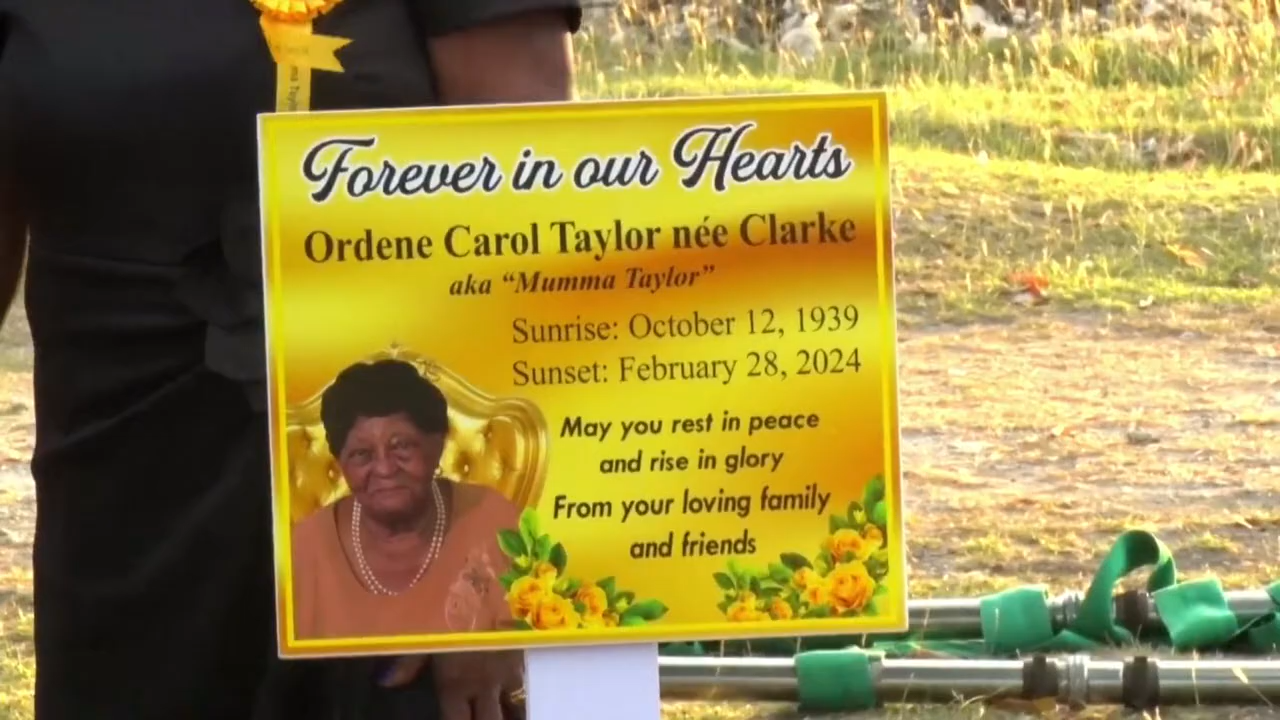 Forever in our Hearts
Ordene Carol Taylor née Clarke
aka “Mumma Taylor”
Sunrise: October 12, 1939
Sunset: February 28, 2024
May you rest in peace
and rise in glory
From your loving family
and friends